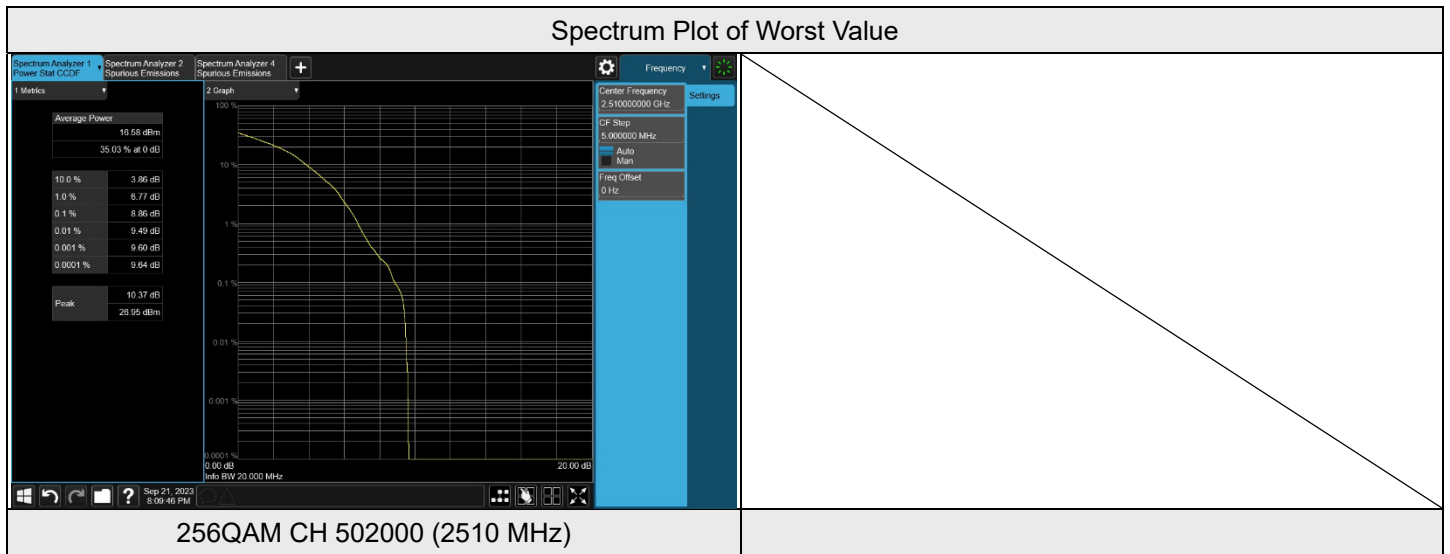 Spectrum Plot of Worst Value
Spectrum Analyzer 1
Power Stat CCDF
Spectrum Analyzer 2
Spurious Emissions
Spectrum Analyzer 4
Spurious Emissions
Frequency
1 Metrics
2 Graph
Center Frequency
2.510000000 GHz
Settings
CF Step
5.000000 MHz
Auto
Man
Freq Offset
0 Hz
Average Power
16.58 dBm
35.03 % at 0 dB
10.0 % 3.86 dB
1.0 % 6.77 dB
0.1 % 8.86 dB
0.01 % 9.49 dB
0.001 % 9.60 dB
0.0001 % 9.64 dB
Peak
10.37 dB
26.95 dBm
100 %
10 %
1 %
0.1 %
0.01 %
0.001 %
0.0001 %
0.00 dB 20.00 dB
Info BW 20.000 MHz
?
Sep 21, 2023
8:09:46 PM
256QAM CH 502000 (2510 MHz)